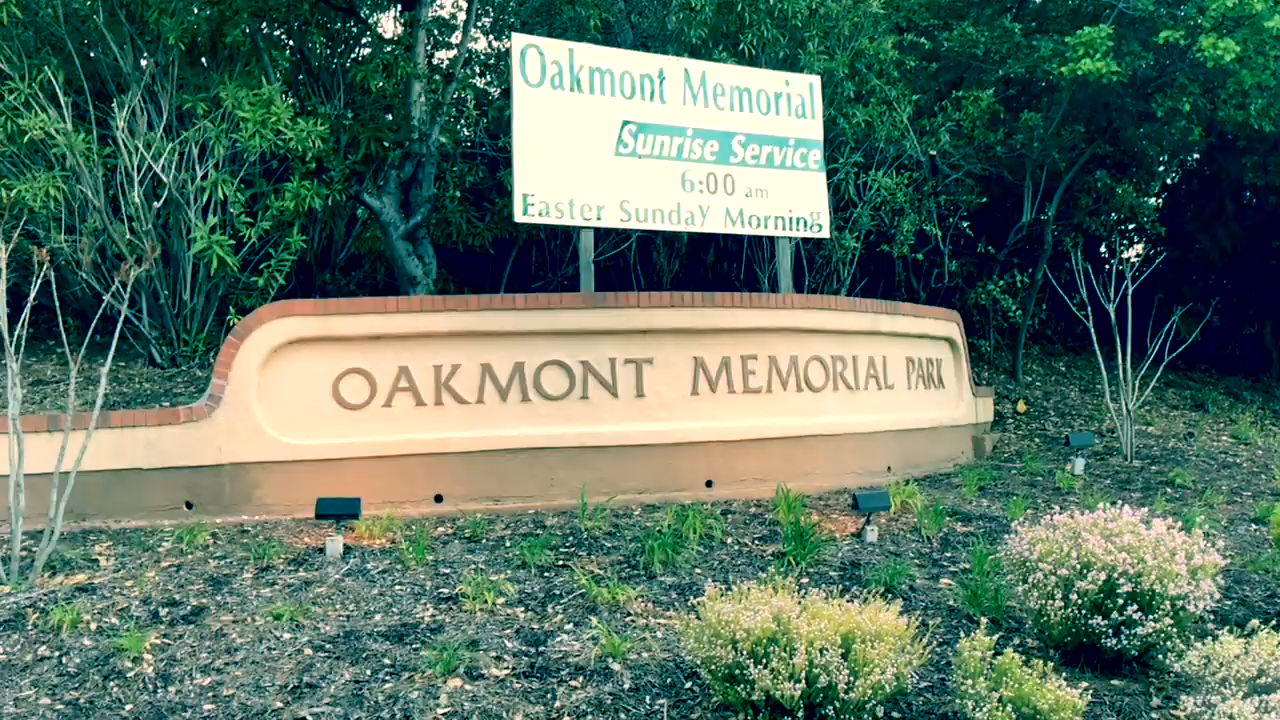 Oakmont Memorial
Sunrise Service
6:00 am
Easter Sunday Morning
OAKMONT MEMORIAL PARK